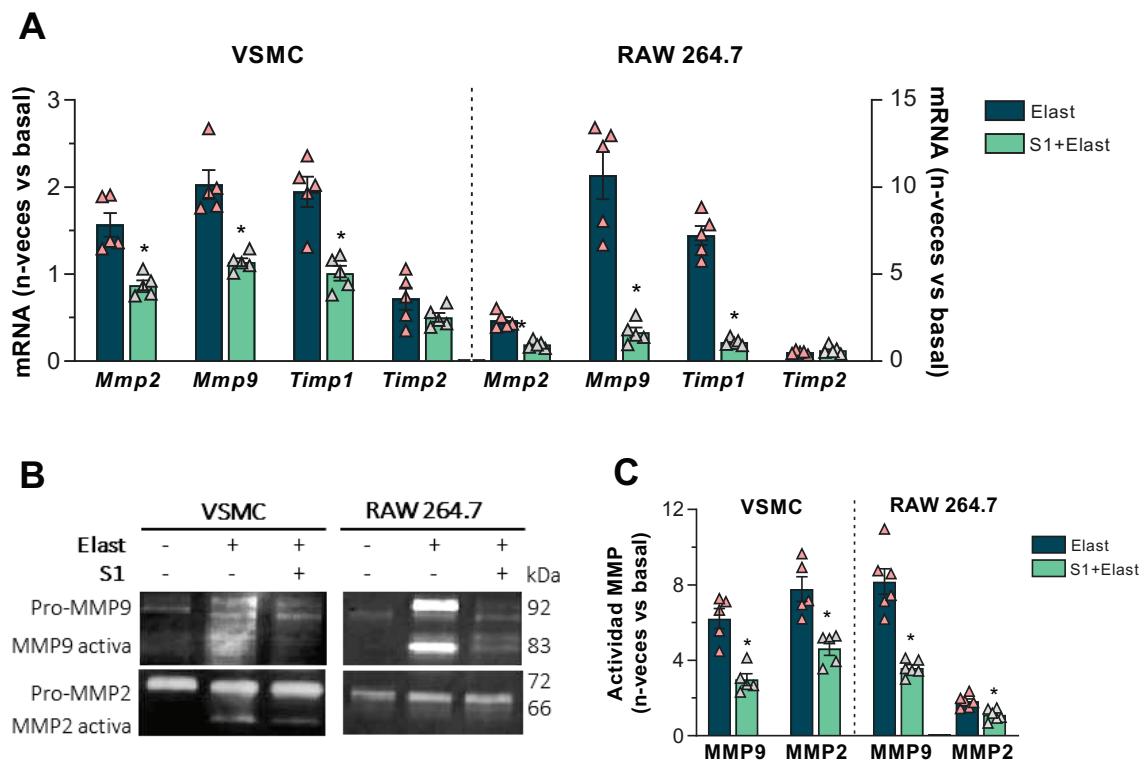 A
VSMC
RAW 264.7
mRNA (n-veces vs basal)
3
2
1
0
15
10
5
0
mRNA (n-veces vs basal)
Elast
S1+Elast
*
*
*
*
*
*
Mmp2 Mmp9 Timp1 Timp2 Mmp2 Mmp9 Timp1 Timp2
B
VSMC RAW 264.7
Elast - + + - + +
S1 - - + - - + kDa
Pro-MMP9 92
MMP9 activa 83
Pro-MMP2 72
66
MMP2 activa
C
VSMC
RAW 264.7
Actividad MMP
(n-veces vs basal)
12
8
4
0
Elast
S1+Elast
*
*
*
*
MMP9 MMP2 MMP9 MMP2